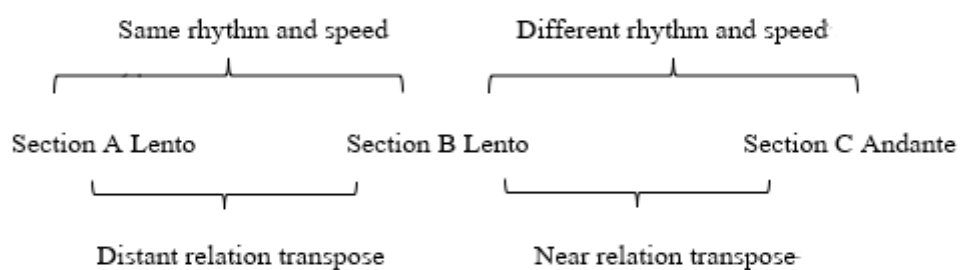 Same rhythm and speed Different rhythm and speed
Section A Lento Section B Lento Section C Andante
Distant relation transpose Near relation transpose